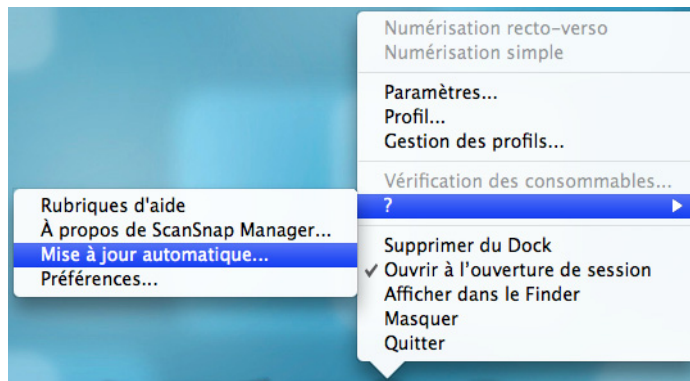 Numérisation recto-verso
Numérisation simple
Paramètres...
Profil...
Gestion des profils...
Vérification des consommables...
?
Rubriques d'aide
À propos de ScanSnap Manager...
Mise à jour automatique...
Préférences...
Supprimer du Dock
Ouvrir à l'ouverture de session
Afficher dans le Finder
Masquer
Quitter